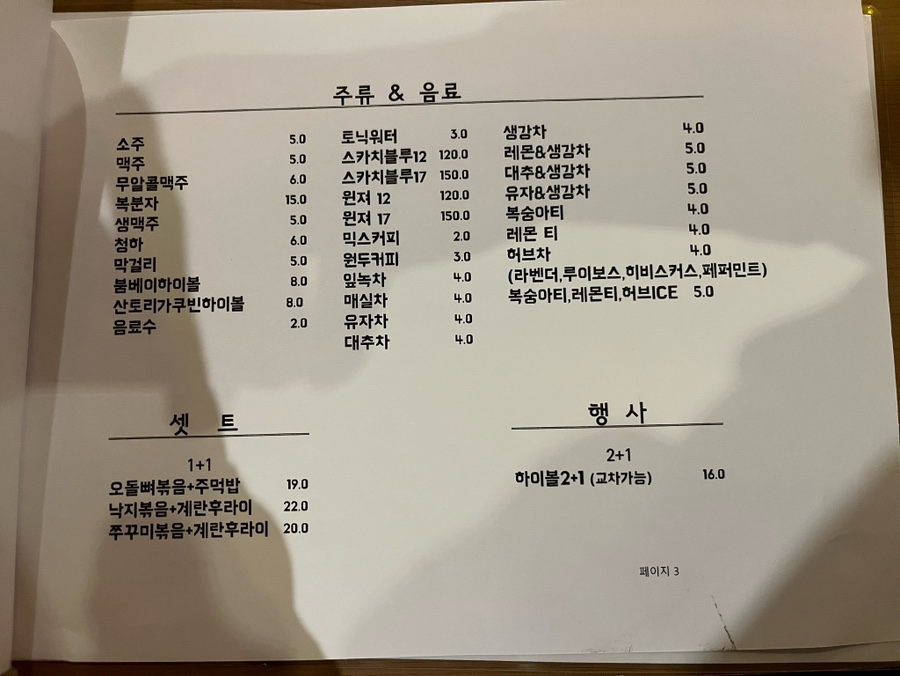 주류 & 음료
소주 5.0
맥주 5.0
무알콜맥주 6.0
복분자 15.0
생맥주 5.0
청하 6.0
막걸리 5.0
붐베이하이볼 8.0
산토리가쿠빈하이볼 8.0
음료수 2.0
토닉워터 3.0
스카치블루12 120.0
스카치블루17 150.0
윈져 12 120.0
윈져 17 150.0
믹스커피 2.0
원두커피 3.0
잎녹차 4.0
매실차 4.0
유자차 4.0
대추차 4.0
생강차 4.0
레몬&생강차 5.0
대추&생강차 5.0
유자&생강차 5.0
복숭아티 4.0
레몬 티 4.0
허브차 4.0
(라벤더,루이보스,히비스커스,페퍼민트)
복숭아티,레몬티,허브ICE 5.0
셋 트
1+1
오돌뼈볶음+주먹밥 19.0
낙지볶음+계란후라이 22.0
쭈꾸미볶음+계란후라이 20.0
행 사
2+1
하이볼2+1 (교차가능) 16.0
페이지 3